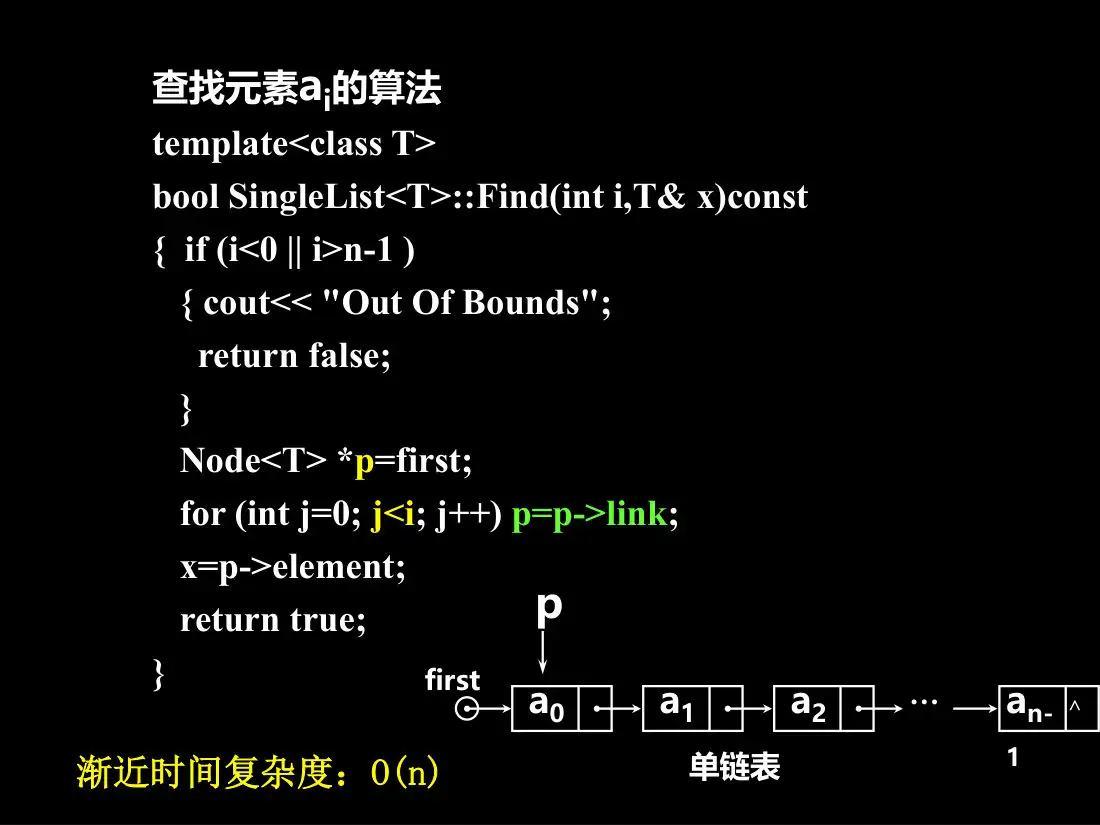 查找元素ai的算法
template<class T>
bool SingleList<T>::Find(int i,T& x)const
{ if (i<0 || i>n-1 )
{ cout<< "Out Of Bounds";
return false;
}
Node<T> *p=first;
for (int j=0; j<i; j++) p=p->link;
x=p->element;
return true;
}
p
first
a0 a1 a2 … an- ^
1
单链表
渐近时间复杂度：O(n)